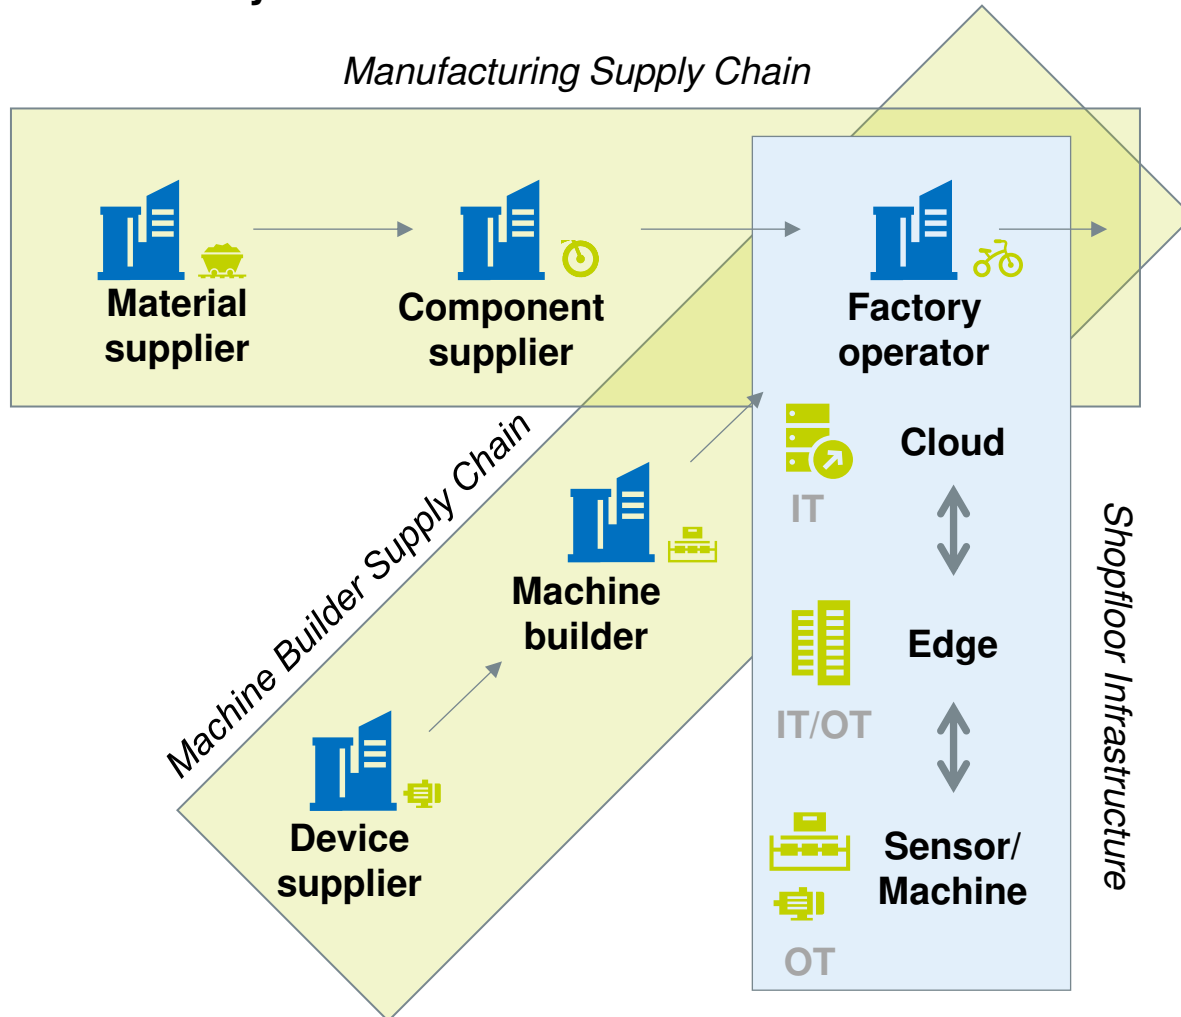 Manufacturing Supply Chain
Material
supplier
Component
supplier
Factory
operator
Machine Builder Supply Chain
Cloud
IT
Shopfloor Infrastructure
Machine
builder
Edge
IT/OT
Device
supplier
Sensor/
Machine
OT